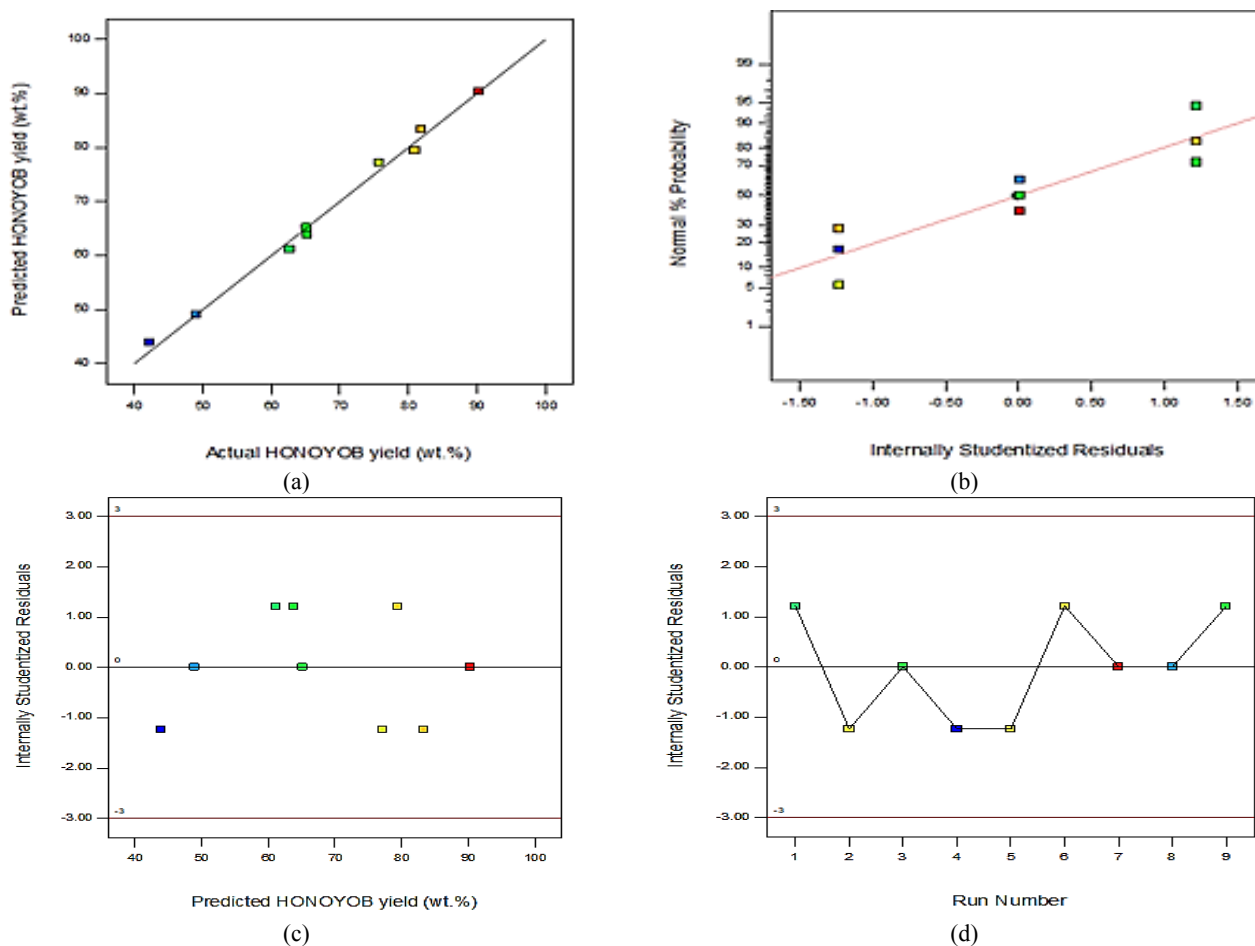 Predicted HONOYOB yield (wt.%)
100
90
80
70
60
50
40
40 50 60 70 80 90 100
Actual HONOYOB yield (wt.%)
(a)
Normal % Probability
99
95
90
80
70
50
30
20
10
5
1
-1.50 -1.00 -0.50 0.00 0.50 1.00 1.50
Internally Studentized Residuals
(b)
Internally Studentized Residuals
3.00
2.00
1.00
0.00
-1.00
-2.00
-3.00
3
0
-3
40 50 60 70 80 90 100
Predicted HONOYOB yield (wt.%)
(c)
Internally Studentized Residuals
3.00
2.00
1.00
0.00
-1.00
-2.00
-3.00
3
0
-3
1 2 3 4 5 6 7 8 9
Run Number
(d)